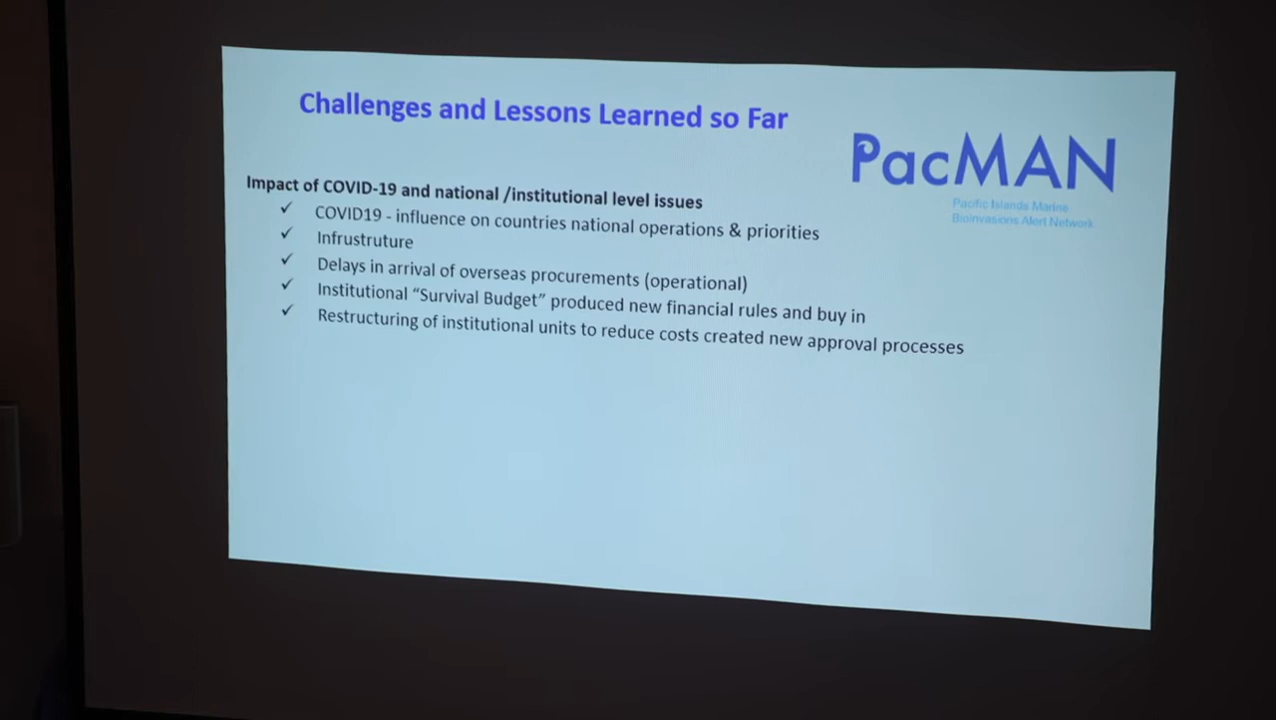 Challenges and Lessons Learned so Far
PacMAN
Pacific Islands Marine
Bioinvasions Alert Network
Impact of COVID-19 and national /institutional level issues
✓ COVID19 - influence on countries national operations & priorities
✓ Infrustruture
✓ Delays in arrival of overseas procurements (operational)
✓ Institutional “Survival Budget” produced new financial rules and buy in
✓ Restructuring of institutional units to reduce costs created new approval processes